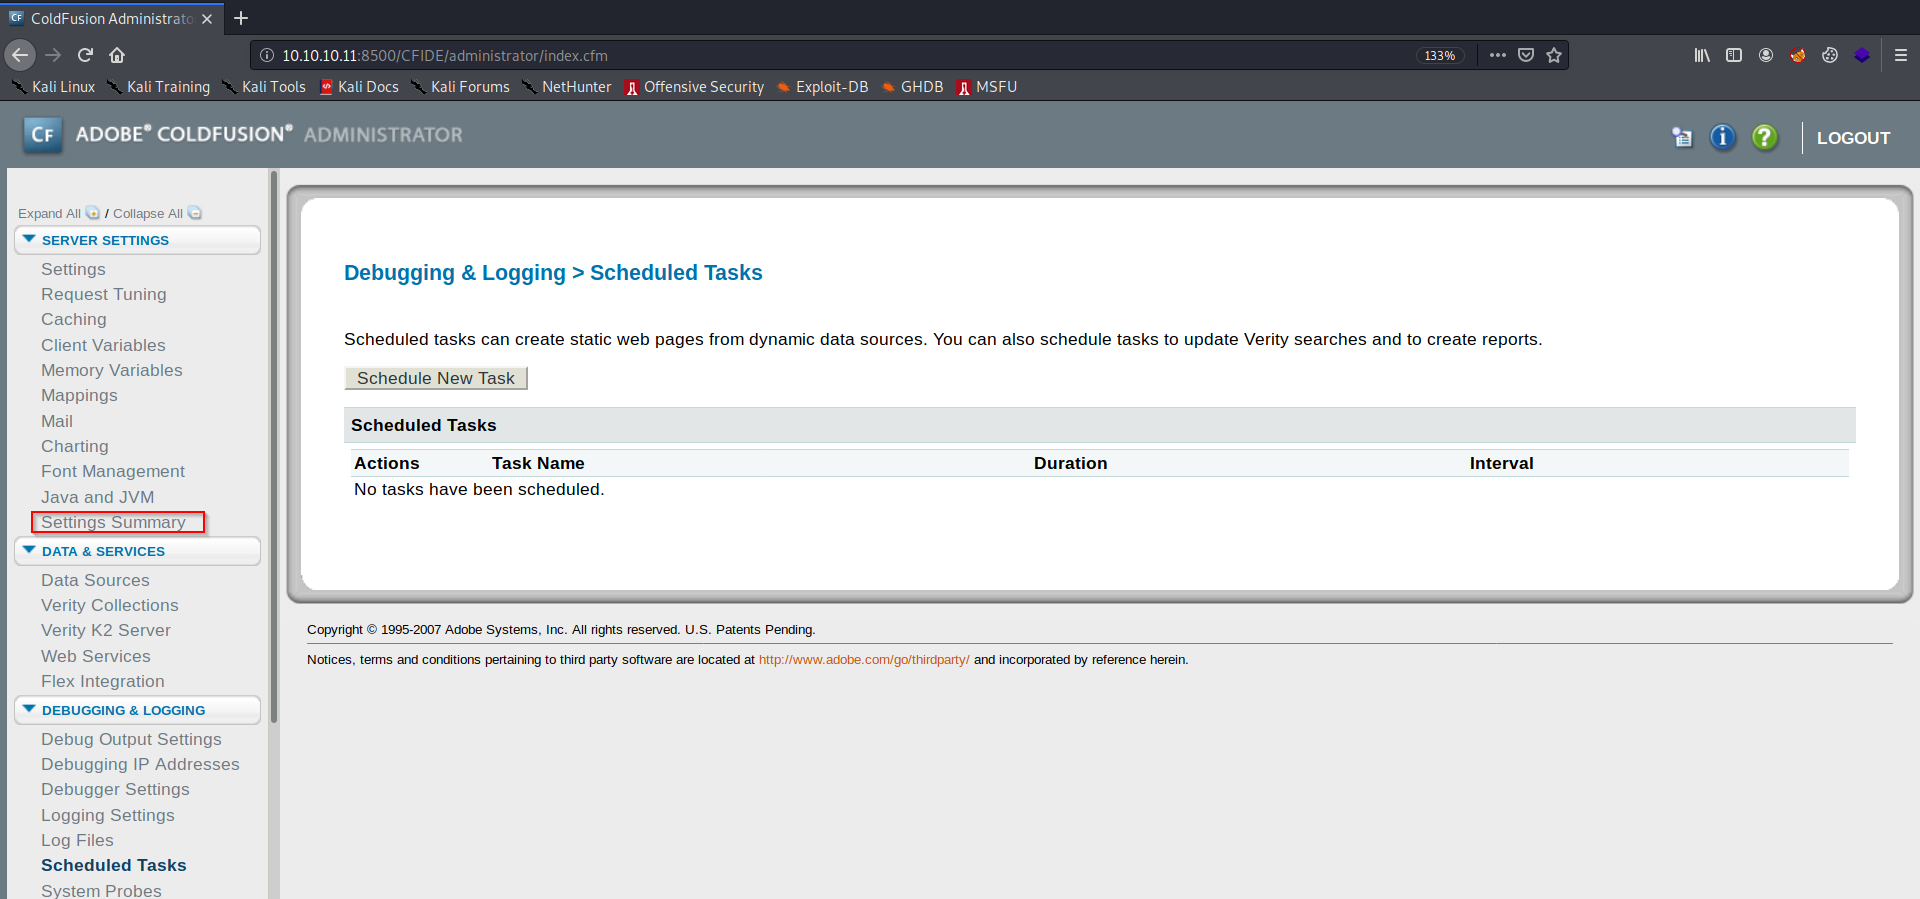 ColdFusion Administrato
10.10.10.11:8500/CFIDE/administrator/index.cfm
133%
Kali Linux Kali Training Kali Tools Kali Docs Kali Forums NetHunter Offensive Security Exploit-DB GHDB MSFU
CF ADOBE® COLDFUSION® ADMINISTRATOR
LOGOUT
Expand All / Collapse All
SERVER SETTINGS
Settings
Request Tuning
Caching
Client Variables
Memory Variables
Mappings
Mail
Charting
Font Management
Java and JVM
Settings Summary
DATA & SERVICES
Data Sources
Verity Collections
Verity K2 Server
Web Services
Flex Integration
DEBUGGING & LOGGING
Debug Output Settings
Debugging IP Addresses
Debugger Settings
Logging Settings
Log Files
Scheduled Tasks
System Probes
Debugging & Logging > Scheduled Tasks
Scheduled tasks can create static web pages from dynamic data sources. You can also schedule tasks to update Verity searches and to create reports.
Schedule New Task
Scheduled Tasks
Actions Task Name Duration Interval
No tasks have been scheduled.
Copyright © 1995-2007 Adobe Systems, Inc. All rights reserved. U.S. Patents Pending.
Notices, terms and conditions pertaining to third party software are located at http://www.adobe.com/go/thirdparty/ and incorporated by reference herein.